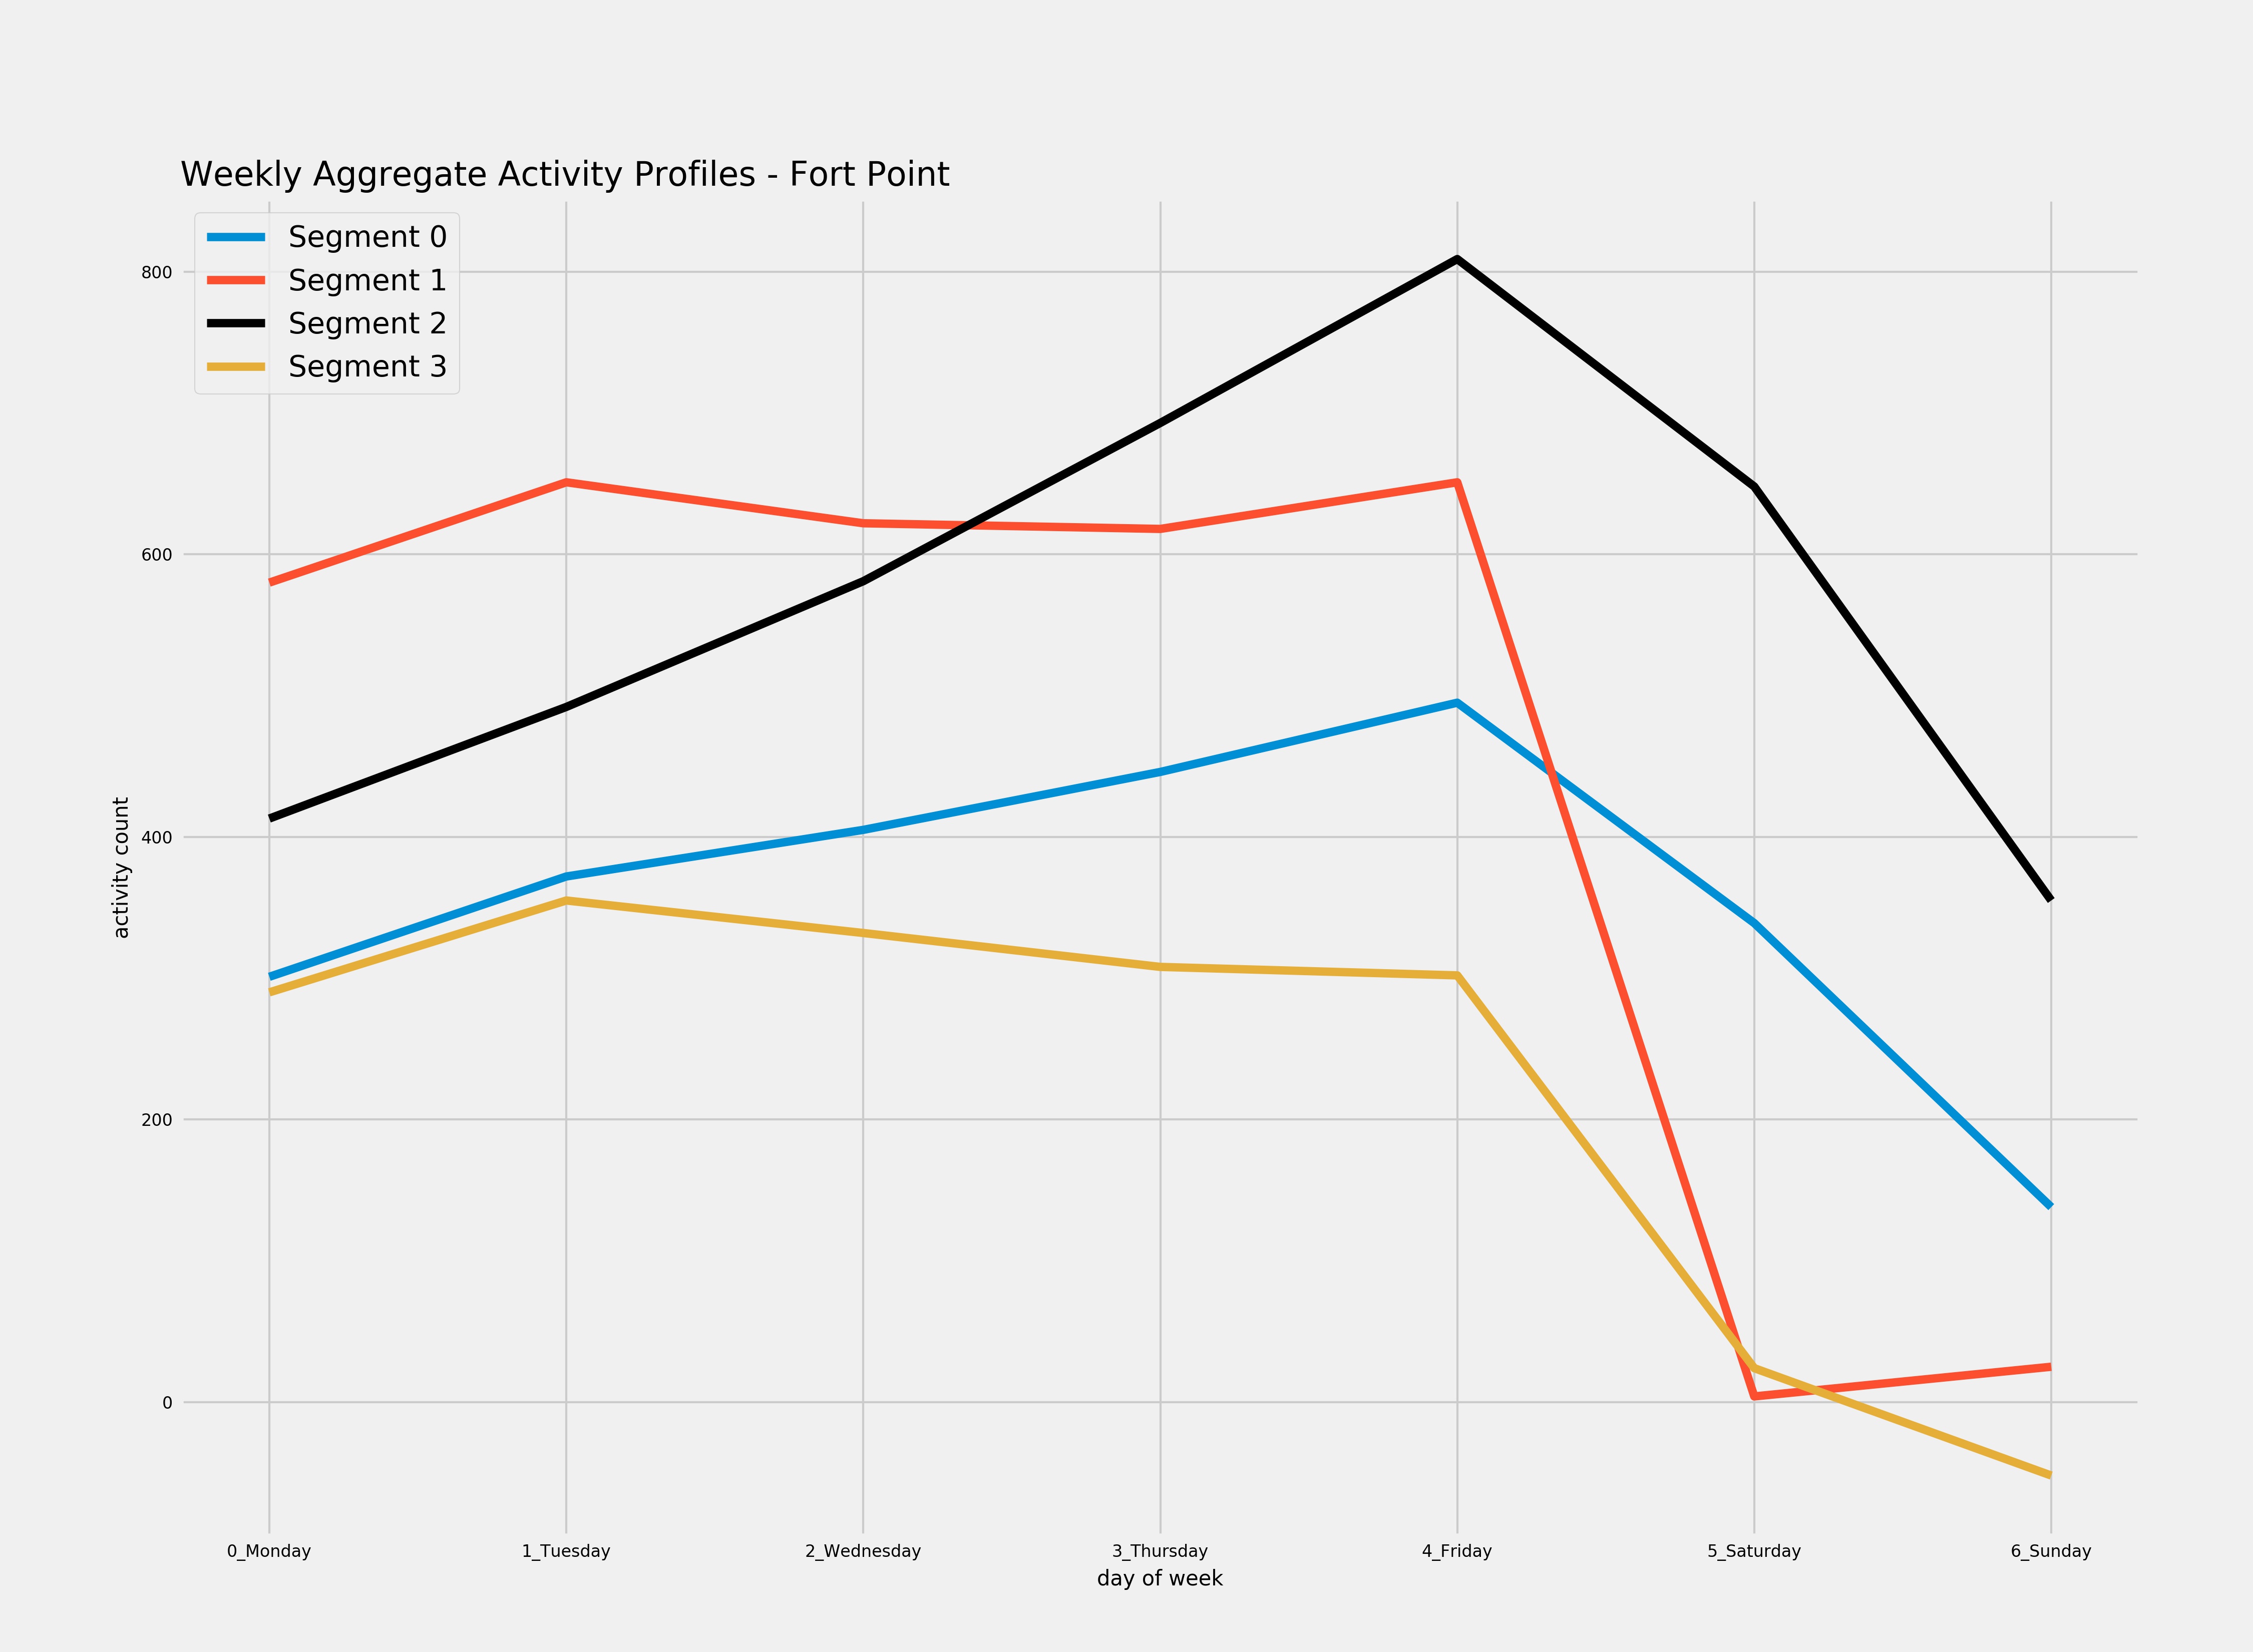 Weekly Aggregate Activity Profiles - Fort Point
Segment 0
Segment 1
Segment 2
Segment 3
800
600
400
200
0
activity count
0_Monday 1_Tuesday 2_Wednesday 3_Thursday 4_Friday 5_Saturday 6_Sunday
day of week